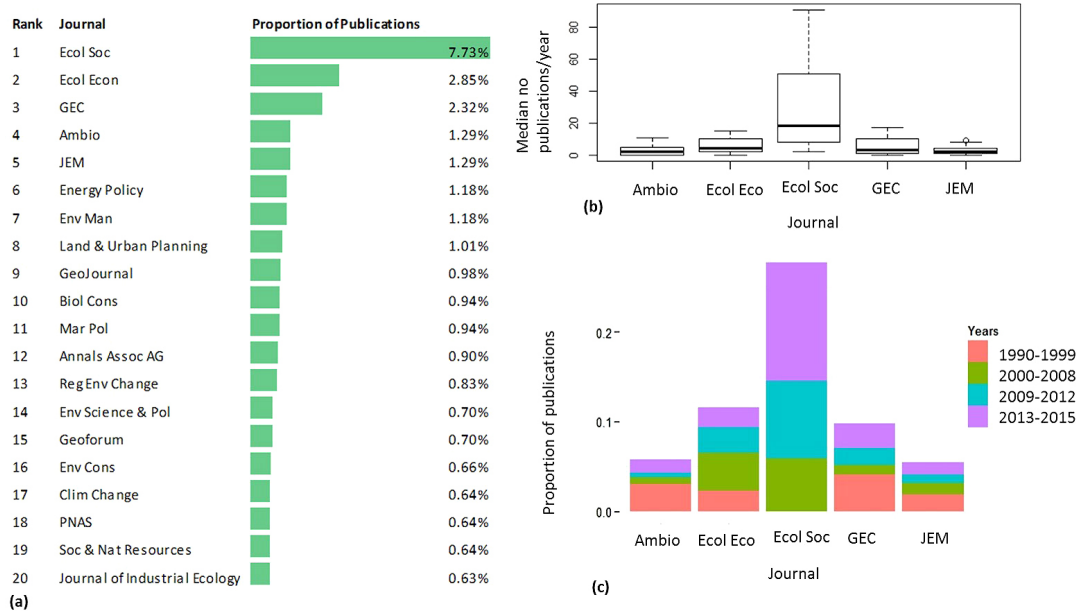 Rank Journal Proportion of Publications
1 Ecol Soc 7.73%
2 Ecol Econ 2.85%
3 GEC 2.32%
4 Ambio 1.29%
5 JEM 1.29%
6 Energy Policy 1.18%
7 Env Man 1.18%
8 Land & Urban Planning 1.01%
9 GeoJournal 0.98%
10 Biol Cons 0.94%
11 Mar Pol 0.94%
12 Annals Assoc AG 0.90%
13 Reg Env Change 0.83%
14 Env Science & Pol 0.70%
15 Geoforum 0.70%
16 Env Cons 0.66%
17 Clim Change 0.64%
18 PNAS 0.64%
19 Soc & Nat Resources 0.64%
20 Journal of Industrial Ecology 0.63%
(a)
Median no
publications/year
80
60
40
20
0
Ambio Ecol Eco Ecol Soc GEC JEM
(b)
Journal
Proportion of publications
0.2
0.1
0.0
Ambio Ecol Eco Ecol Soc GEC JEM
Journal
(c)
Years
1990-1999
2000-2008
2009-2012
2013-2015